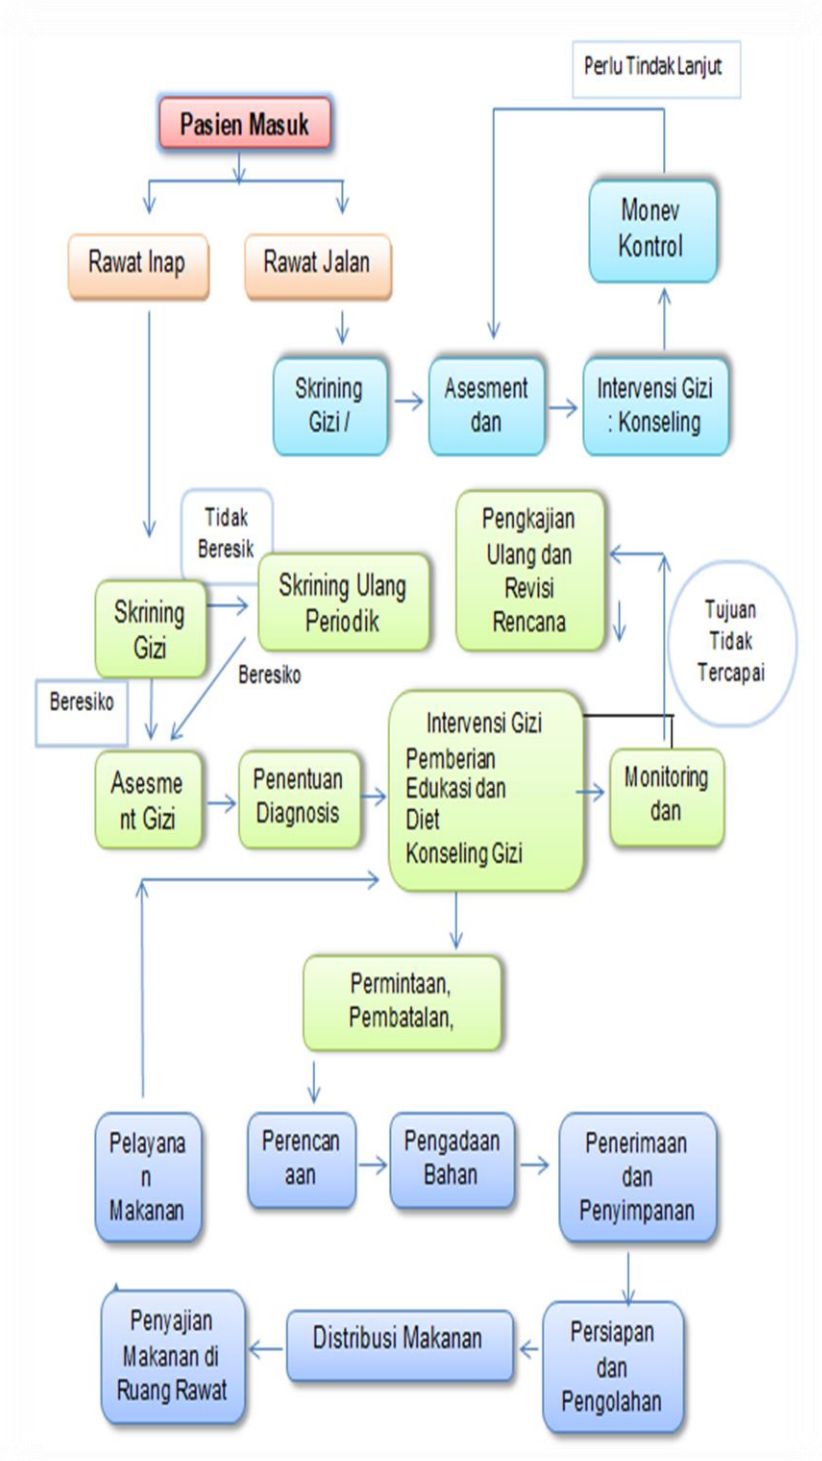 Perlu Tindak Lanjut
Pasien Masuk
Monev
Kontrol
Rawat Inap
Rawat Jalan
Skrining
Gizi /
Asesment
dan
Intervensi Gizi
: Konseling
Tidak
Beresik
Pengkajian
Ulang dan
Revisi
Rencana
Skrining Ulang
Periodik
Skrining
Gizi
Tujuan
Tidak
Tercapai
Beresiko
Beresiko
Intervensi Gizi
Pemberian
Edukasi dan
Diet
Konseling Gizi
Asesme
nt Gizi
Penentuan
Diagnosis
Monitoring
dan
Permintaan,
Pembatalan,
Pelayana
n
Makanan
Perencan
aan
Pengadaan
Bahan
Penerimaan
dan
Penyimpanan
Penyajian
Makanan di
Ruang Rawat
Distribusi Makanan
Persiapan
dan
Pengolahan